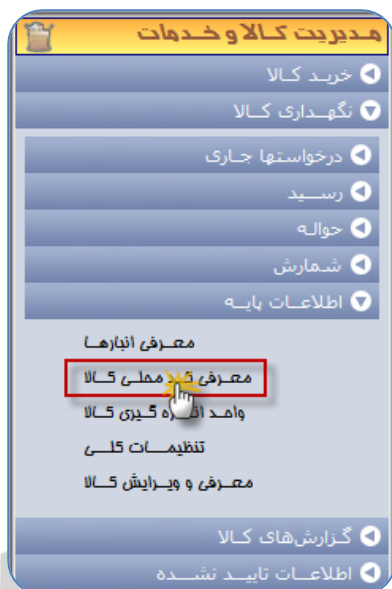 مدیریت کالا و خدمات
خرید کالا
نگهداری کالا
درخواستها جاری
رسید
حواله
شمارش
اطلاعات پایه
معرفی انبارها
معرفی محلی کالا
واحد گیری کالا
تنظیمات کلی
معرفی و ویرایش کالا
گزارش‌های کالا
اطلاعات تایید نشده